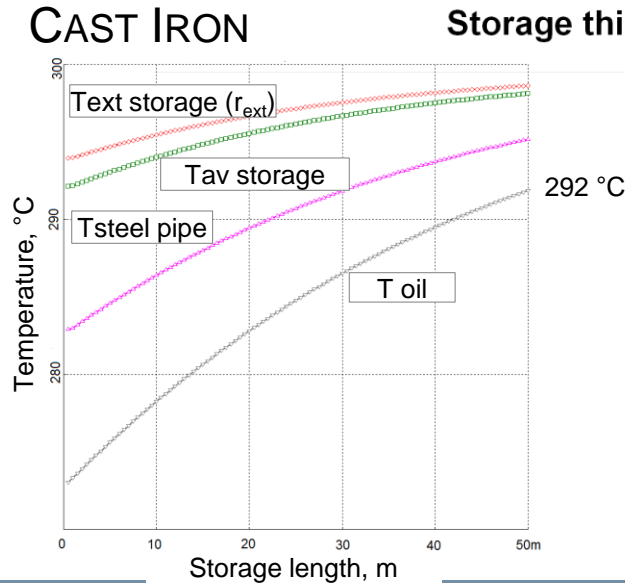 CAST IRON
Storage thi
300
Text storage (rext)
Tav storage
292 °C
290
Tsteel pipe
T oil
Temperature, °C
280
0 10 20 30 40 50m
Storage length, m